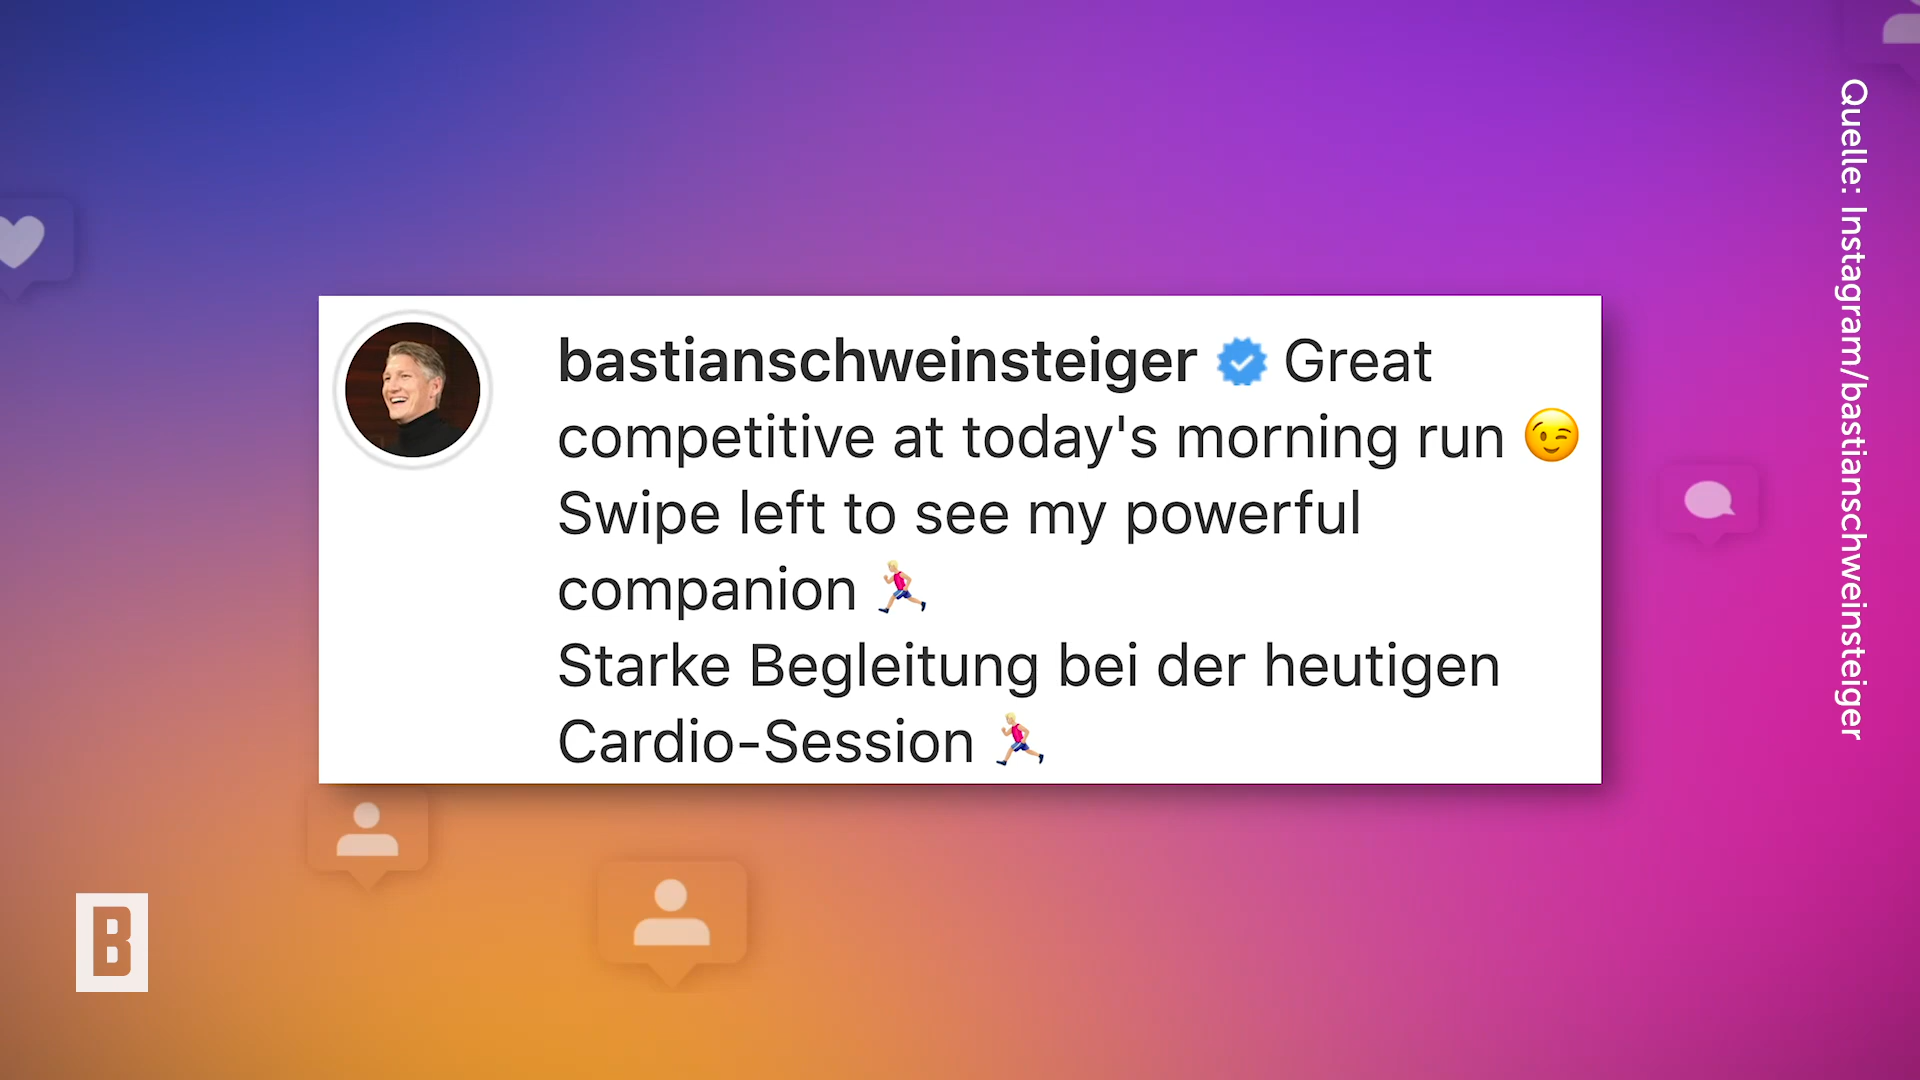 bastianschweinsteiger Great
competitive at today's morning run 😉
Swipe left to see my powerful
companion 🏃🏼
Starke Begleitung bei der heutigen
Cardio-Session 🏃🏼
Quelle: Instagram/bastianschweinsteiger
B